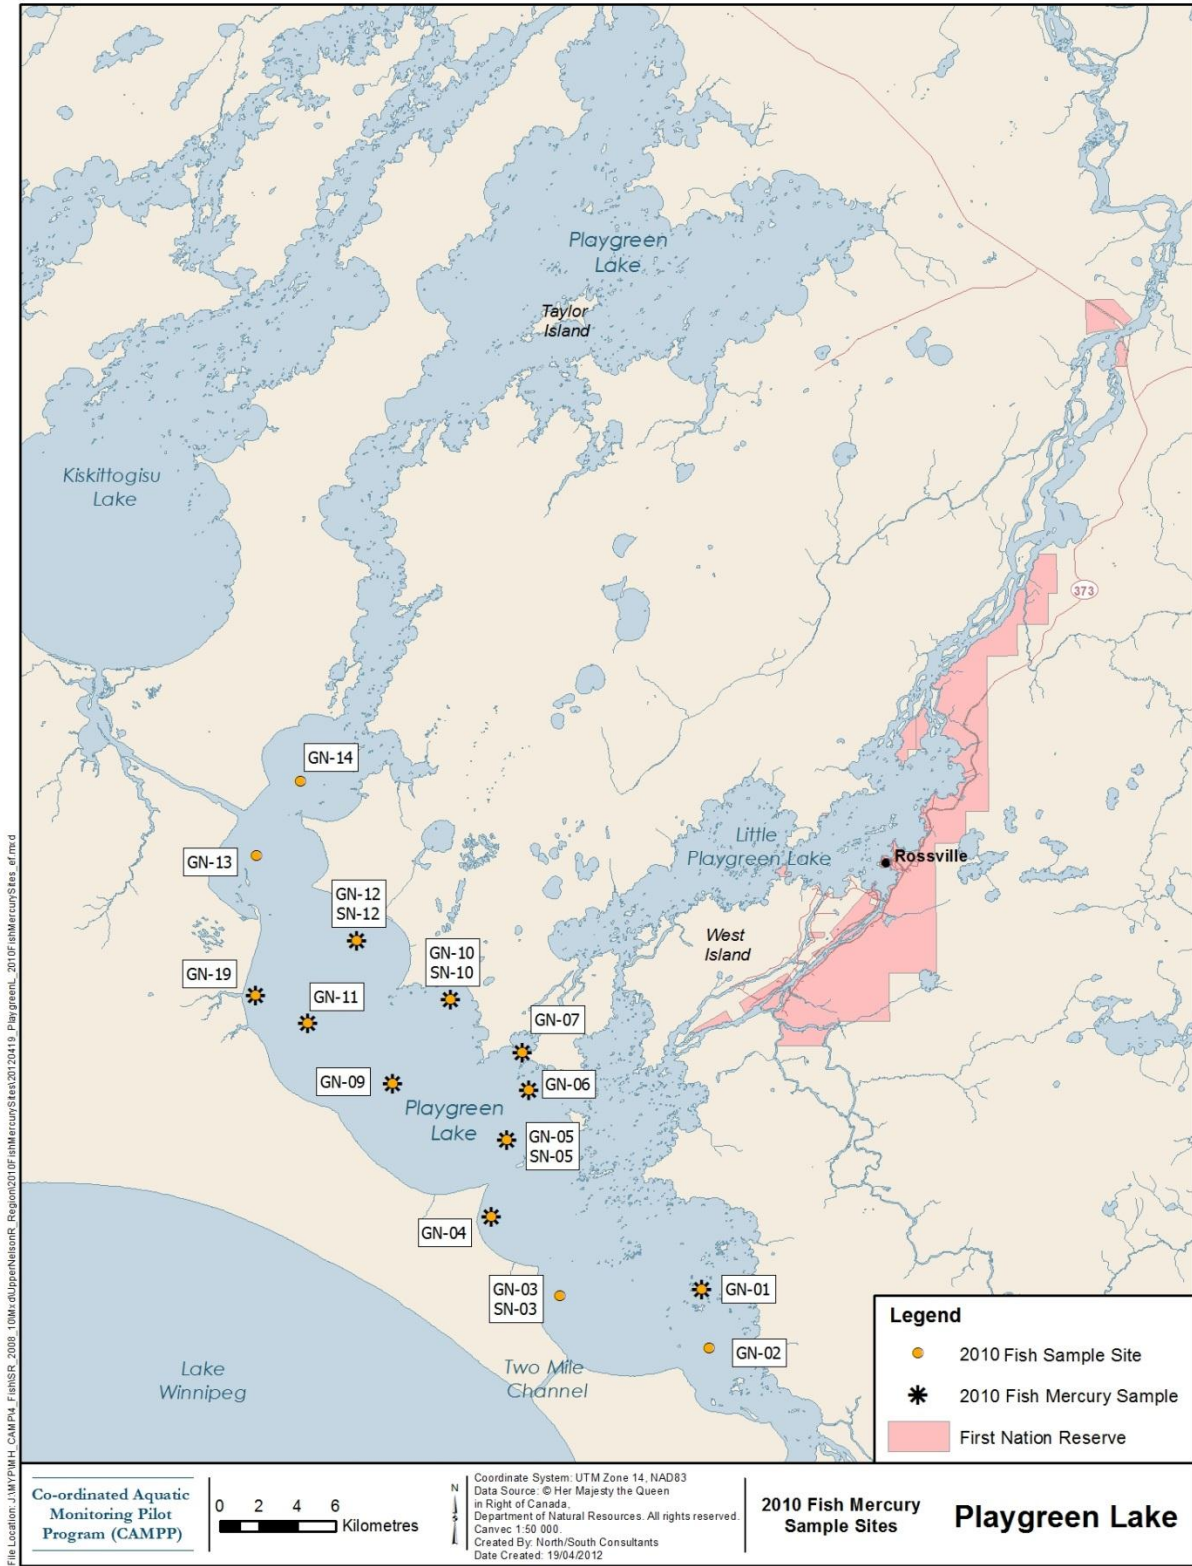 Playgreen
Lake
Taylor
Island
Kiskittogisu
Lake
373
GN-14
GN-13
Little
Playgreen Lake
Rossville
GN-12
SN-12
West
Island
GN-10
SN-10
GN-19
GN-11
GN-07
GN-09
GN-06
Playgreen
Lake
GN-05
SN-05
GN-04
GN-03
SN-03
GN-01
GN-02
Lake
Winnipeg
Two Mile
Channel
Legend
2010 Fish Sample Site
2010 Fish Mercury Sample
First Nation Reserve
Co-ordinated Aquatic
Monitoring Pilot
Program (CAMPP)
0 2 4 6
Kilometres
N
S
Coordinate System: UTM Zone 14, NAD83
Data Source: © Her Majesty the Queen
in Right of Canada,
Department of Natural Resources. All rights reserved.
Canvec 1:50 000.
Created By: North/South Consultants
Date Created: 19/04/2012
2010 Fish Mercury
Sample Sites
Playgreen Lake